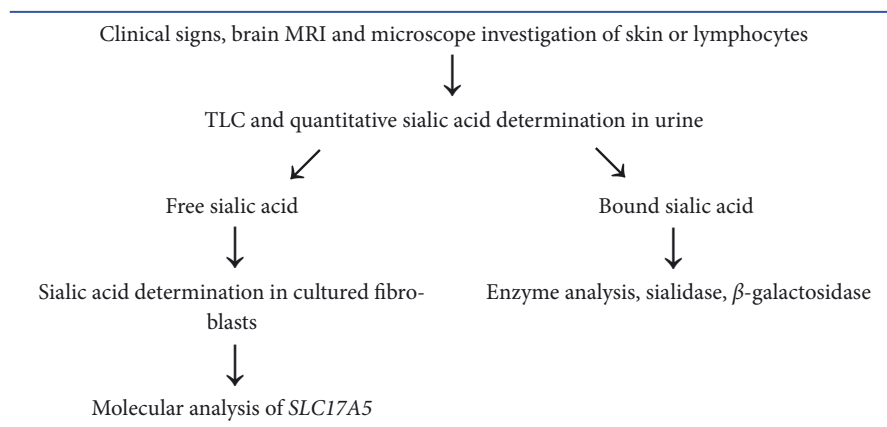 Clinical signs, brain MRI and microscope investigation of skin or lymphocytes
TLC and quantitative sialic acid determination in urine
Free sialic acid
Bound sialic acid
Sialic acid determination in cultured fibro-
blasts
Enzyme analysis, sialidase, β-galactosidase
Molecular analysis of SLC17A5